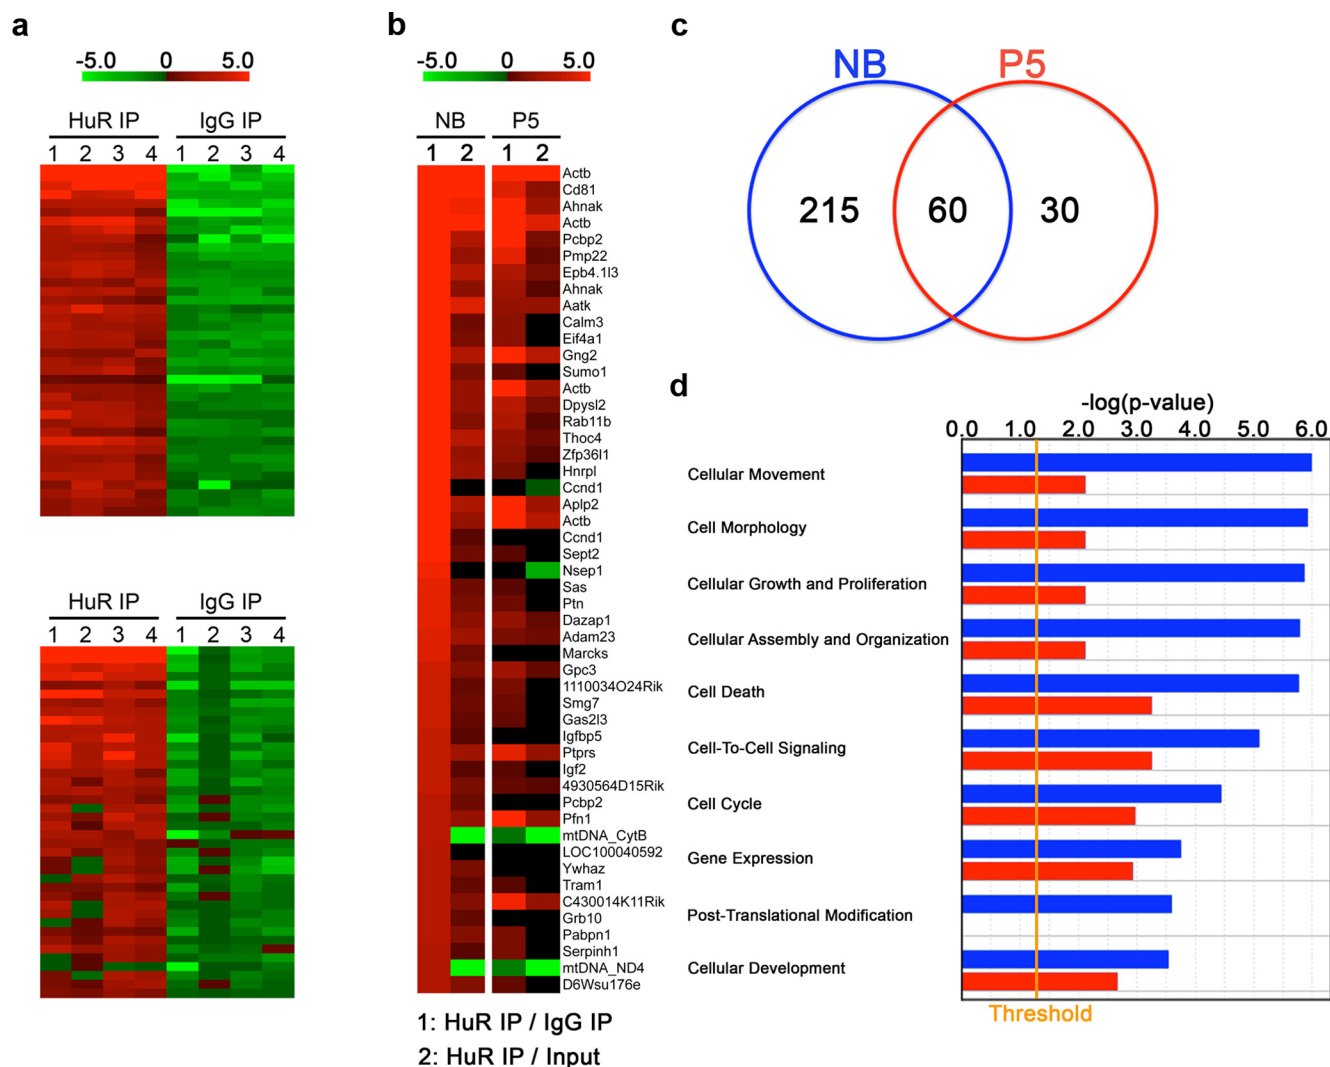 a
-5.0 0 5.0
HuR IP IgG IP
1 2 3 4 1 2 3 4
HuR IP IgG IP
1 2 3 4 1 2 3 4
b
-5.0 0 5.0
NB P5
1 2 1 2
Actb
Cd81
Ahnak
Actb
Pcbp2
Pmp22
Epb4.1l3
Ahnak
Aatk
Calm3
Eif4a1
Gng2
Sumo1
Actb
Dpysl2
Rab11b
Thoc4
Zfp36l1
Hnrpl
Ccnd1
Aplp2
Actb
Ccnd1
Sept2
Nsep1
Sas
Ptn
Dazap1
Adam23
Marcks
Gpc3
1110034O24Rik
Smg7
Gas2l3
Igfbp5
Ptprs
Igf2
4930564D15Rik
Pcbp2
Pfn1
mtDNA_CytB
LOC100040592
Ywhaz
Tram1
C430014K11Rik
Grb10
Pabpn1
Serpinh1
mtDNA_ND4
D6Wsu176e
1: HuR IP / IgG IP
2: HuR IP / Input
c
NB P5
215 60 30
d
-log(p-value)
0.0 1.0 2.0 3.0 4.0 5.0 6.0
Cellular Movement
Cell Morphology
Cellular Growth and Proliferation
Cellular Assembly and Organization
Cell Death
Cell-To-Cell Signaling
Cell Cycle
Gene Expression
Post-Translational Modification
Cellular Development
Threshold